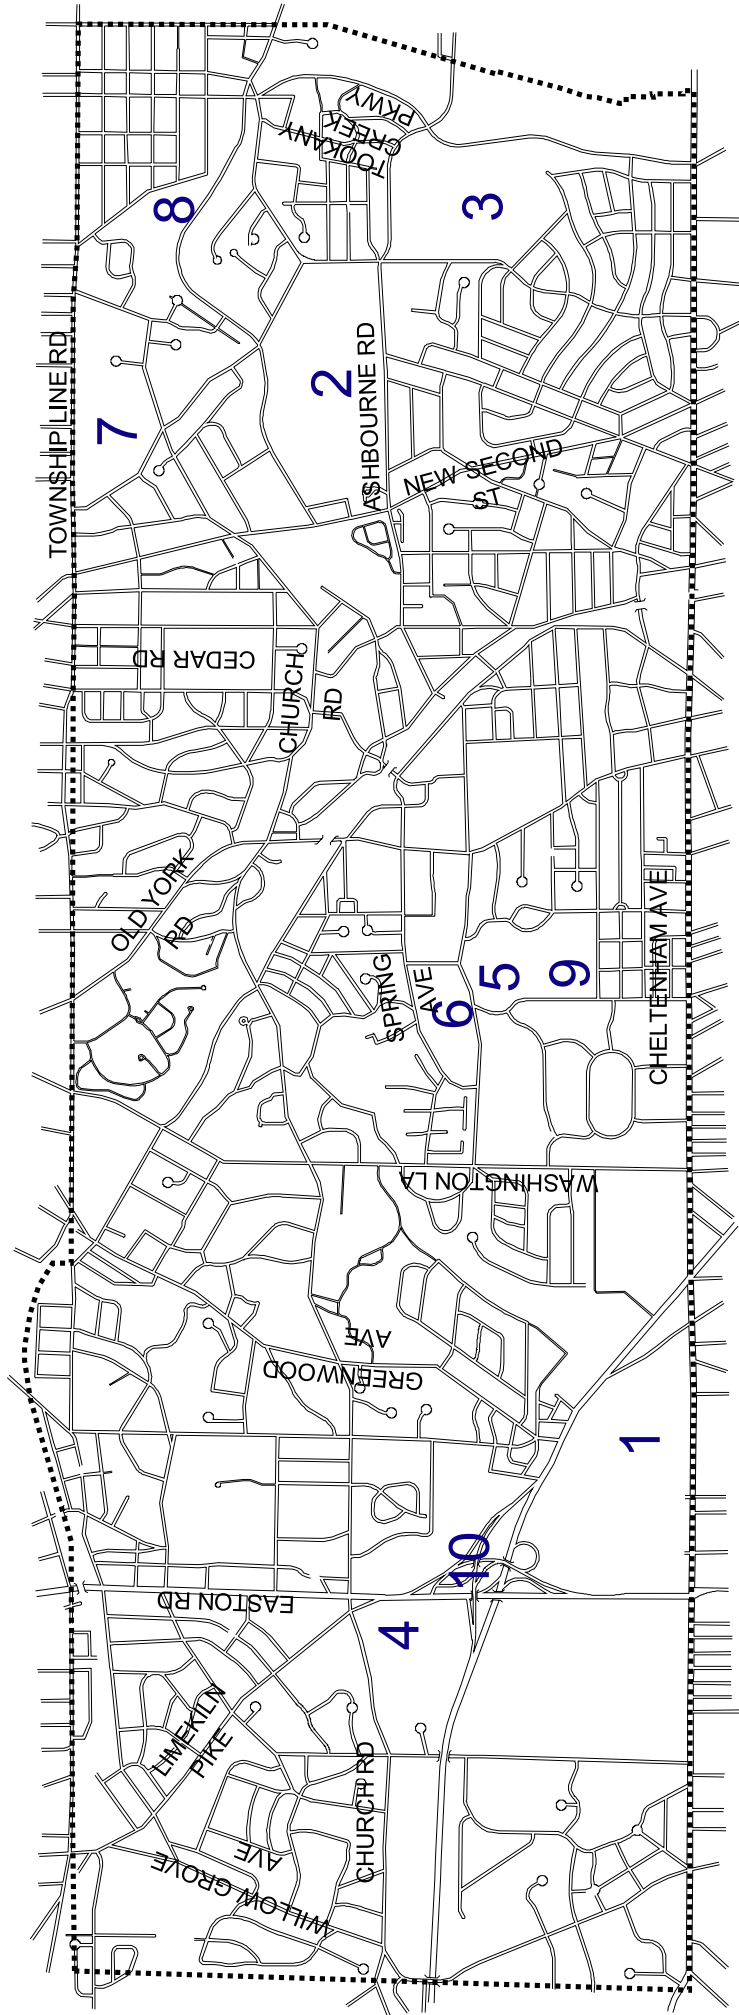 TOOKANY
CREEK
PKWY
8
3
TOWNSHIP LINE RD
7
2
ASHBOURNE RD
NEW SECOND
ST
CEDAR RD
CHURCH
RD
OLD YORK
RD
SPRING
AVE
6
5
9
CHELTENHAM AVE
WASHINGTON LA
GREENWOOD
AVE
1
10
EASTON RD
4
LIMEKILN
PIKE
CHURCH RD
WILLOW GROVE
AVE